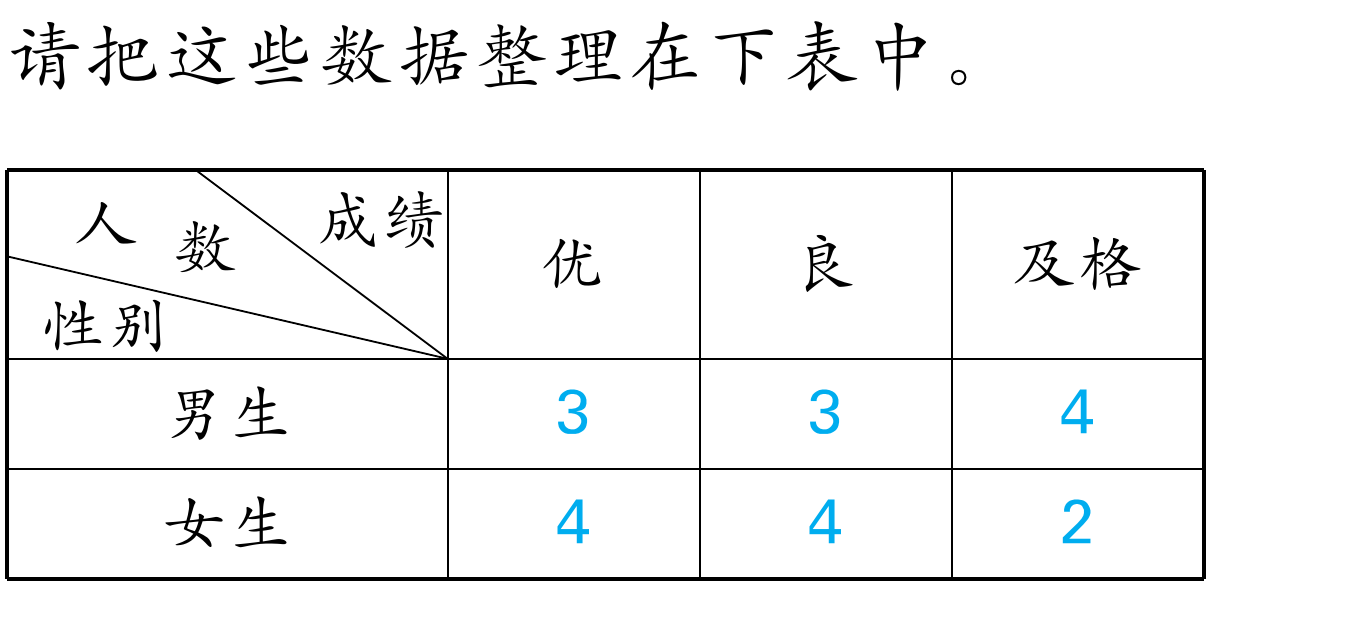 请把这些数据整理在下表中。
人数 成绩 性别 优 良 及格
男生 3 3 4
女生 4 4 2